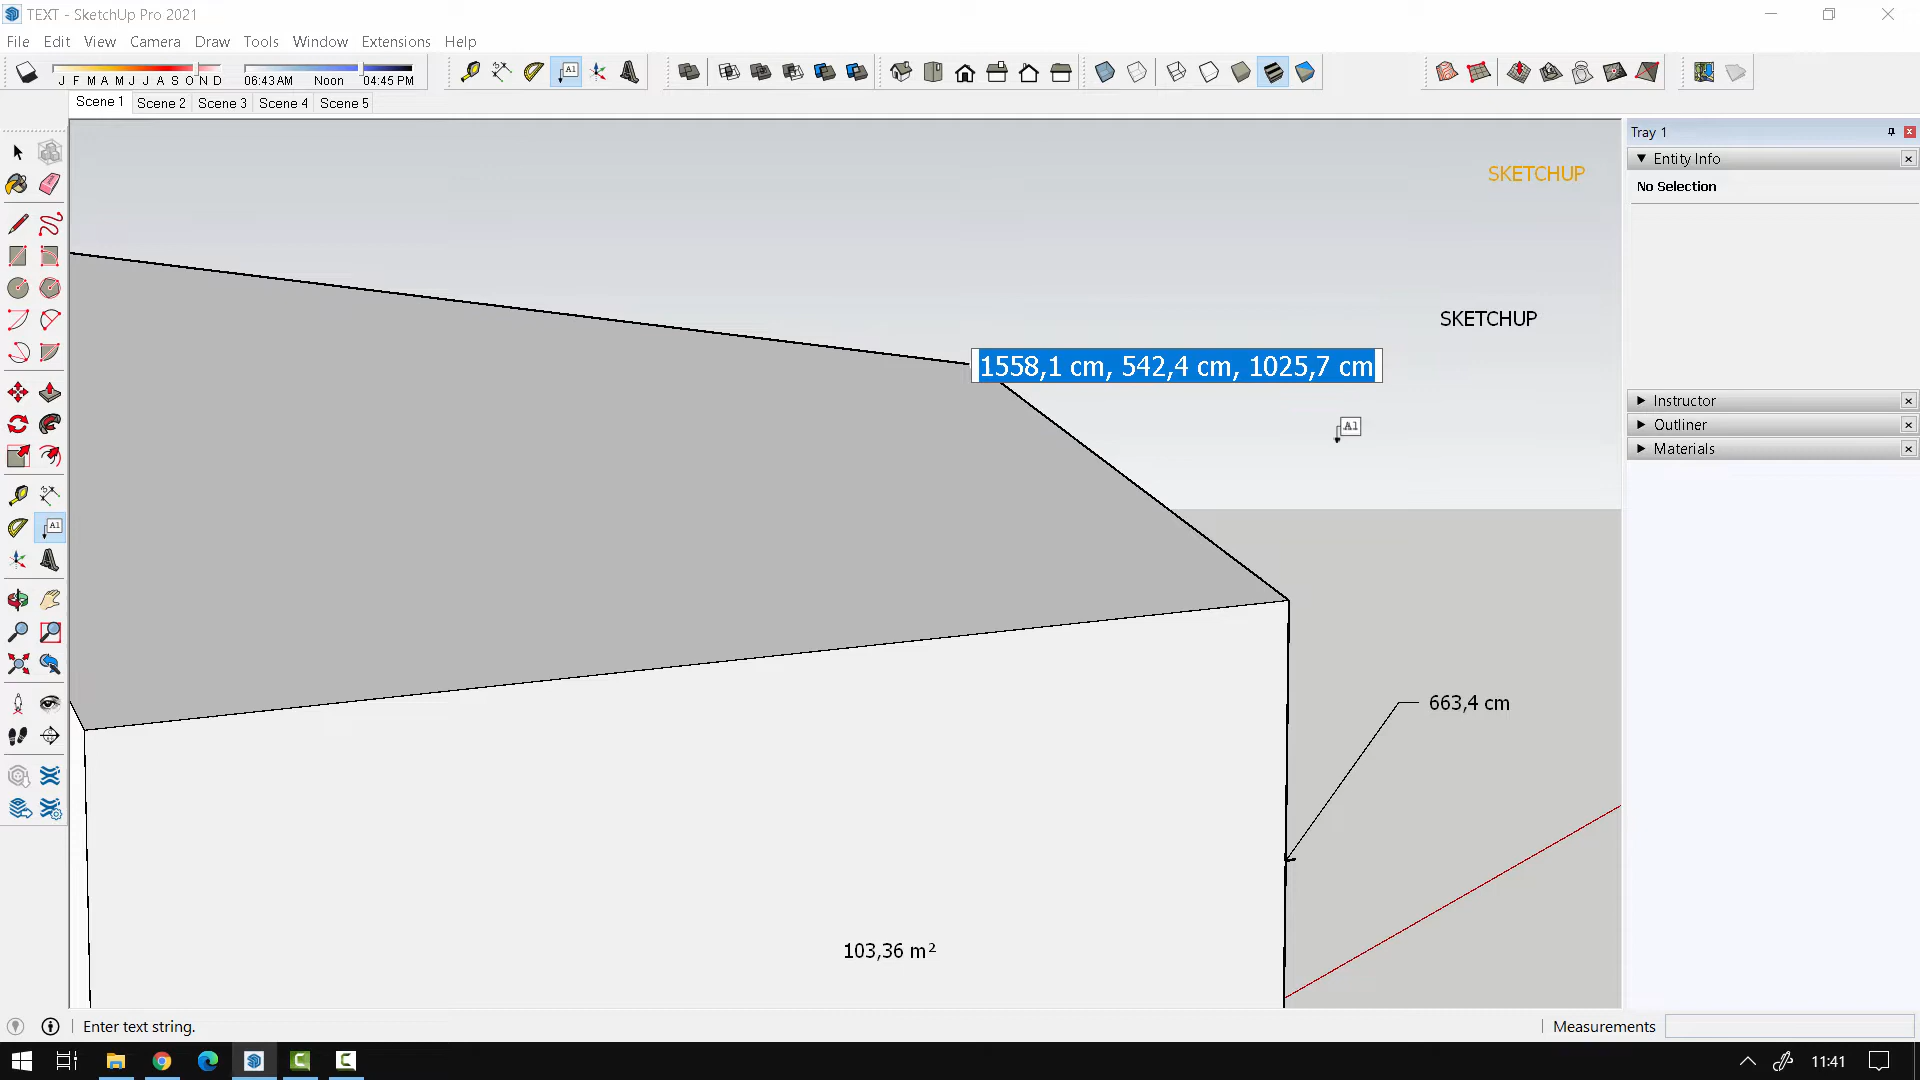 TEXT - SketchUp Pro 2021
File Edit View Camera Draw Tools Window Extensions Help
J F M A M J J A S O N D 06:43 AM Noon 04:45 PM
Scene 1 Scene 2 Scene 3 Scene 4 Scene 5
Tray 1
Entity Info
No Selection
SKETCHUP
SKETCHUP
1558,1 cm, 542,4 cm, 1025,7 cm
A1
Instructor
Outliner
Materials
663,4 cm
103,36 m²
Enter text string.
Measurements
11:41